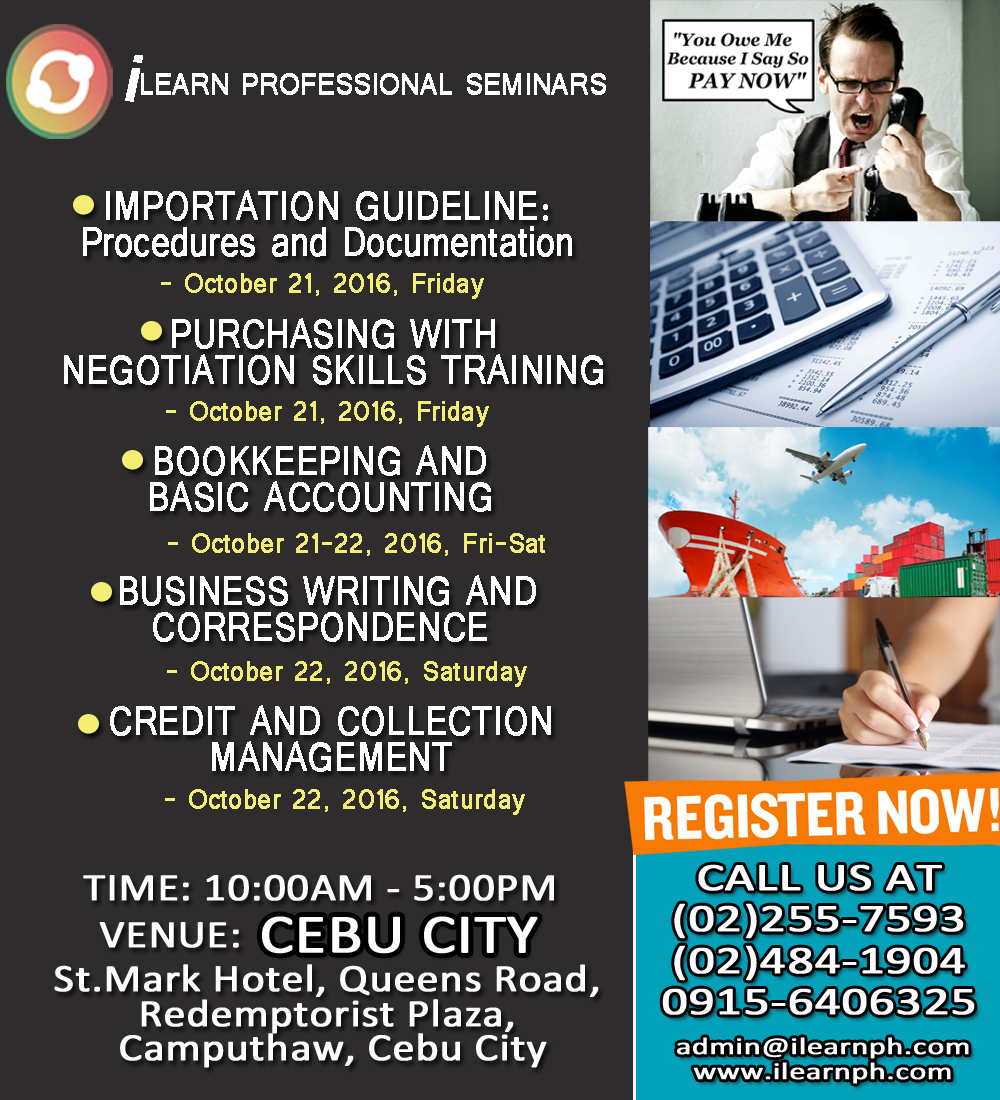 iLEARN PROFESSIONAL SEMINARS
"You Owe Me
Because I Say So
PAY NOW"
IMPORTATION GUIDELINE:
Procedures and Documentation
- October 21, 2016, Friday
PURCHASING WITH
NEGOTIATION SKILLS TRAINING
- October 21, 2016, Friday
BOOKKEEPING AND
BASIC ACCOUNTING
- October 21-22, 2016, Fri-Sat
BUSINESS WRITING AND
CORRESPONDENCE
- October 22, 2016, Saturday
CREDIT AND COLLECTION
MANAGEMENT
- October 22, 2016, Saturday
TIME: 10:00AM - 5:00PM
VENUE: CEBU CITY
St.Mark Hotel, Queens Road,
Redemptorist Plaza,
Camputhaw, Cebu City
REGISTER NOW!
CALL US AT
(02)255-7593
(02)484-1904
0915-6406325
admin@ilearnph.com
www.ilearnph.com